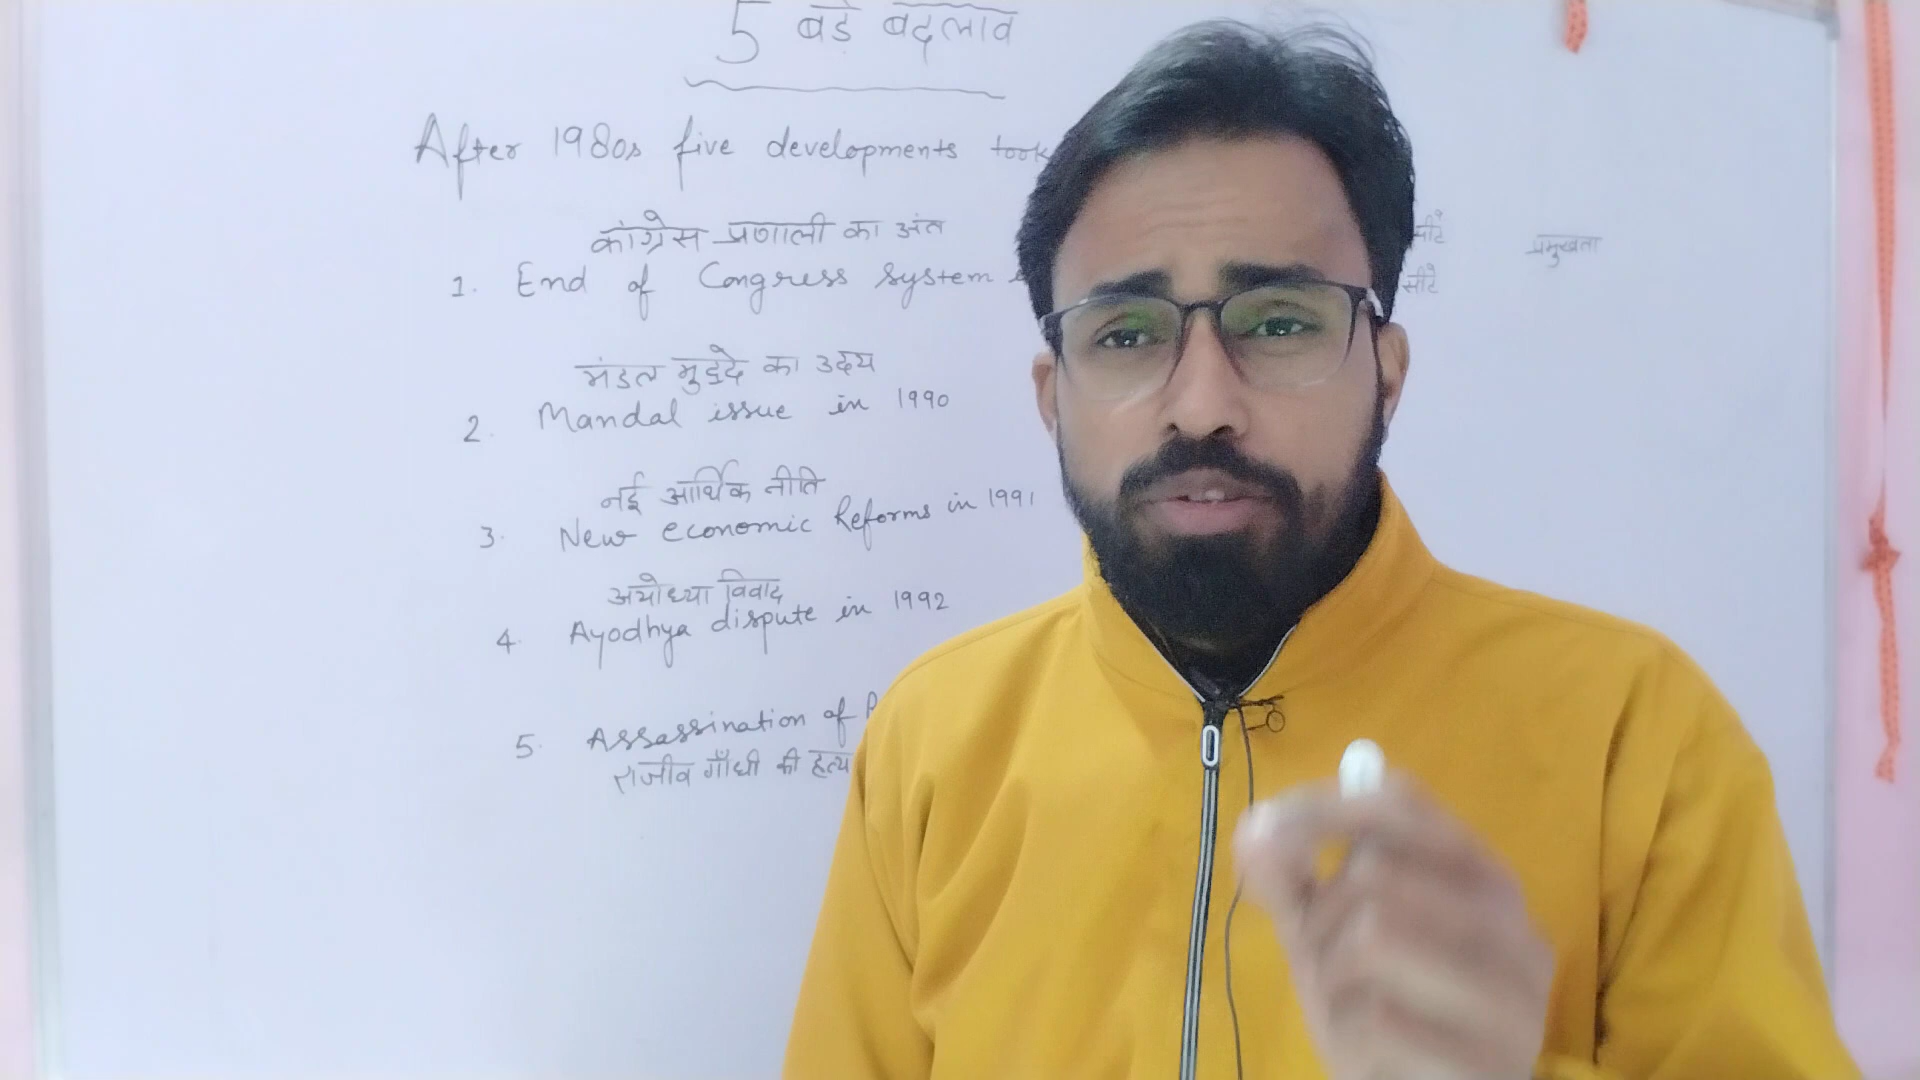 5 बड़े बदलाव
After 1980s five developments took
कांग्रेस प्रणाली का अंत
सीटें
प्रमुखता
1. End of Congress system
सीटें
मंडल मुद्दे का उदय
2. Mandal issue in 1990
नई आर्थिक नीति
3. New economic Reforms in 1991
अयोध्या विवाद
4. Ayodhya dispute in 1992
5. Assassination of
राजीव गाँधी की हत्य